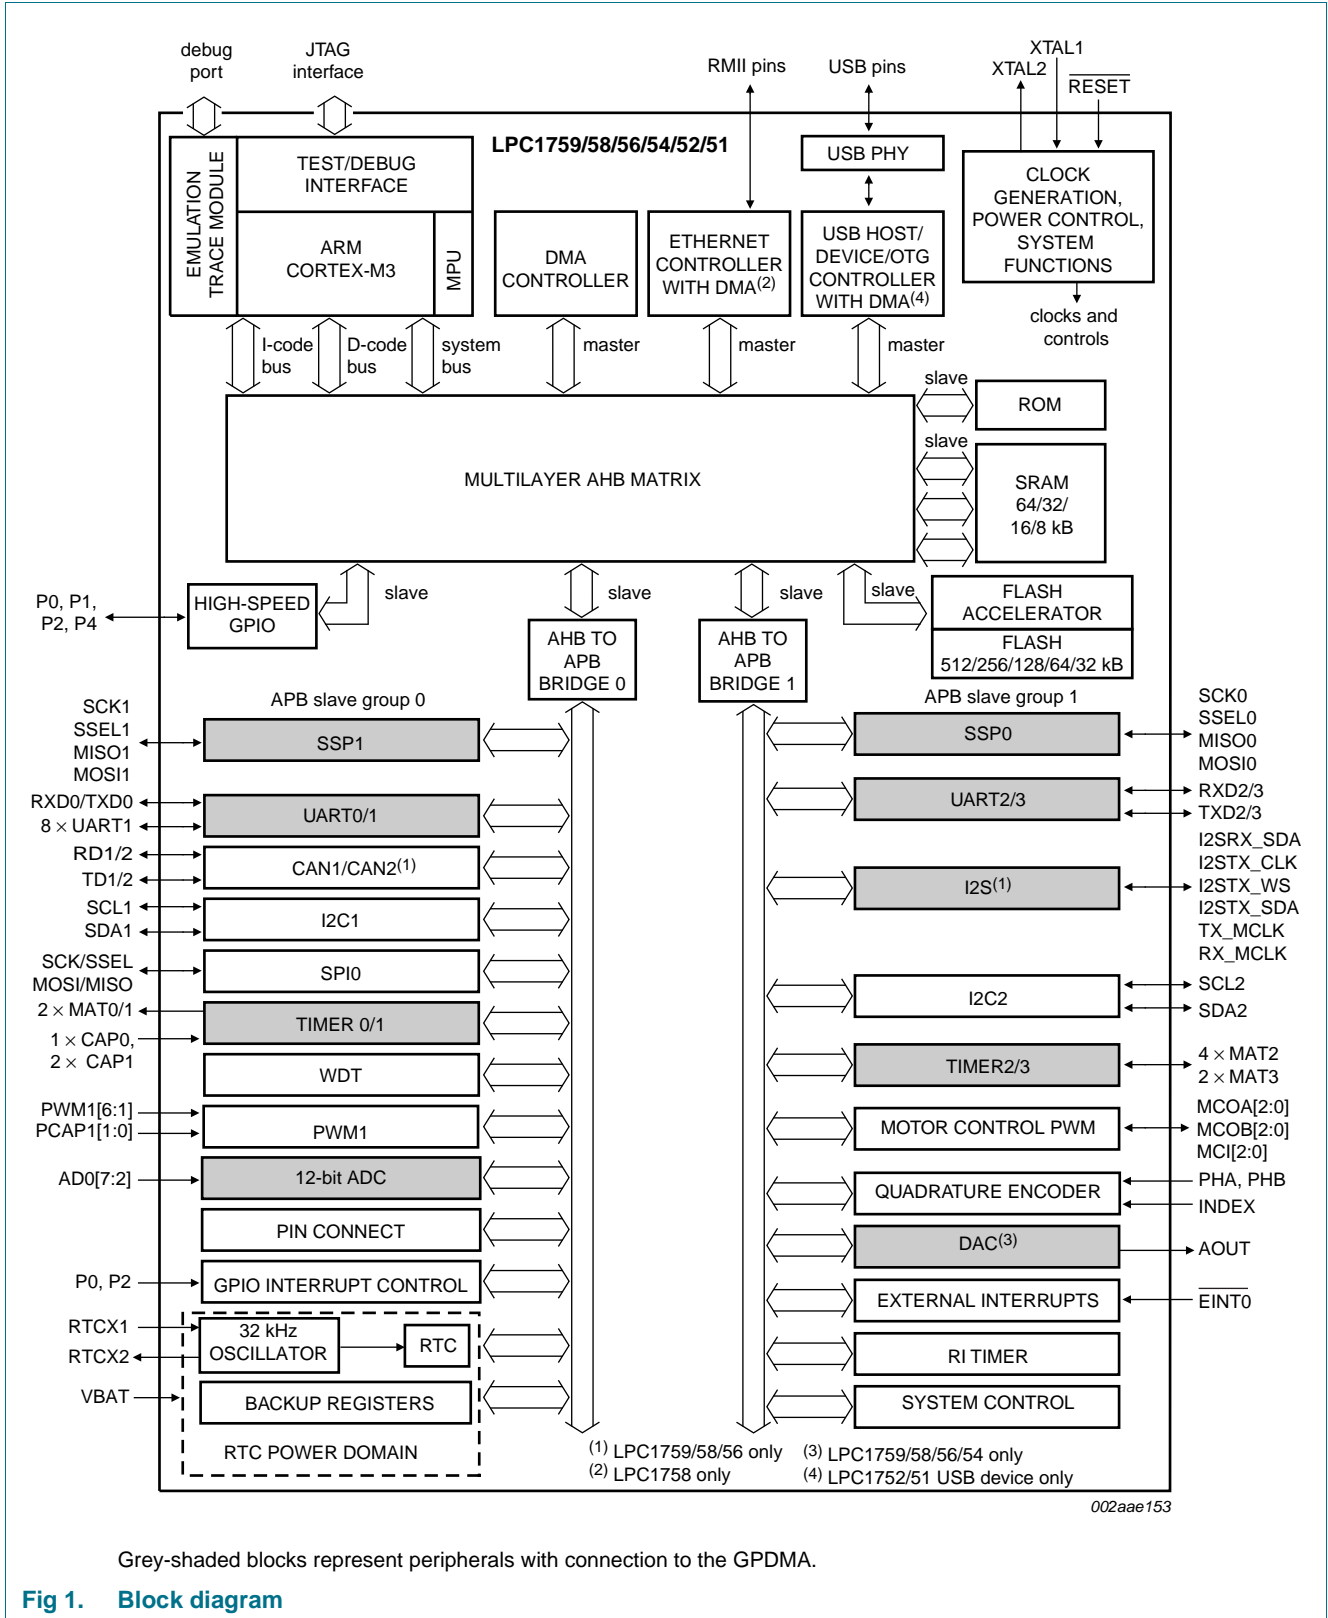 debug
port
JTAG
interface
RMII pins
USB pins
XTAL1
XTAL2
RESET
LPC1759/58/56/54/52/51
EMULATION
TRACE MODULE
TEST/DEBUG
INTERFACE
ARM
CORTEX-M3
MPU
DMA
CONTROLLER
ETHERNET
CONTROLLER
WITH DMA(2)
USB PHY
USB HOST/
DEVICE/OTG
CONTROLLER
WITH DMA(4)
CLOCK
GENERATION,
POWER CONTROL,
SYSTEM
FUNCTIONS
clocks and
controls
I-code
bus
D-code
bus
system
bus
master
master
master
slave
ROM
slave
SRAM
64/32/
16/8 kB
MULTILAYER AHB MATRIX
P0, P1,
P2, P4
HIGH-SPEED
GPIO
slave
slave
slave
slave
AHB TO
APB
BRIDGE 0
AHB TO
APB
BRIDGE 1
FLASH
ACCELERATOR
FLASH
512/256/128/64/32 kB
APB slave group 0
APB slave group 1
SCK1
SSEL1
MISO1
MOSI1
SSP1
RXD0/TXD0
8 × UART1
UART0/1
RD1/2
TD1/2
CAN1/CAN2(1)
SCL1
SDA1
I2C1
SCK/SSEL
MOSI/MISO
SPI0
2 × MAT0/1
1 × CAP0,
2 × CAP1
TIMER 0/1
WDT
PWM1[6:1]
PCAP1[1:0]
PWM1
AD0[7:2]
12-bit ADC
PIN CONNECT
P0, P2
GPIO INTERRUPT CONTROL
RTCX1
RTCX2
32 kHz
OSCILLATOR
RTC
VBAT
BACKUP REGISTERS
RTC POWER DOMAIN
SSP0
SCK0
SSEL0
MISO0
MOSI0
UART2/3
RXD2/3
TXD2/3
I2S(1)
I2SRX_SDA
I2STX_CLK
I2STX_WS
I2STX_SDA
TX_MCLK
RX_MCLK
I2C2
SCL2
SDA2
TIMER2/3
4 × MAT2
2 × MAT3
MOTOR CONTROL PWM
MCOA[2:0]
MCOB[2:0]
MCI[2:0]
QUADRATURE ENCODER
PHA, PHB
INDEX
DAC(3)
AOUT
EXTERNAL INTERRUPTS
EINT0
RI TIMER
SYSTEM CONTROL
(1) LPC1759/58/56 only
(2) LPC1758 only
(3) LPC1759/58/56/54 only
(4) LPC1752/51 USB device only
002aae153
Grey-shaded blocks represent peripherals with connection to the GPDMA.
Fig 1. Block diagram